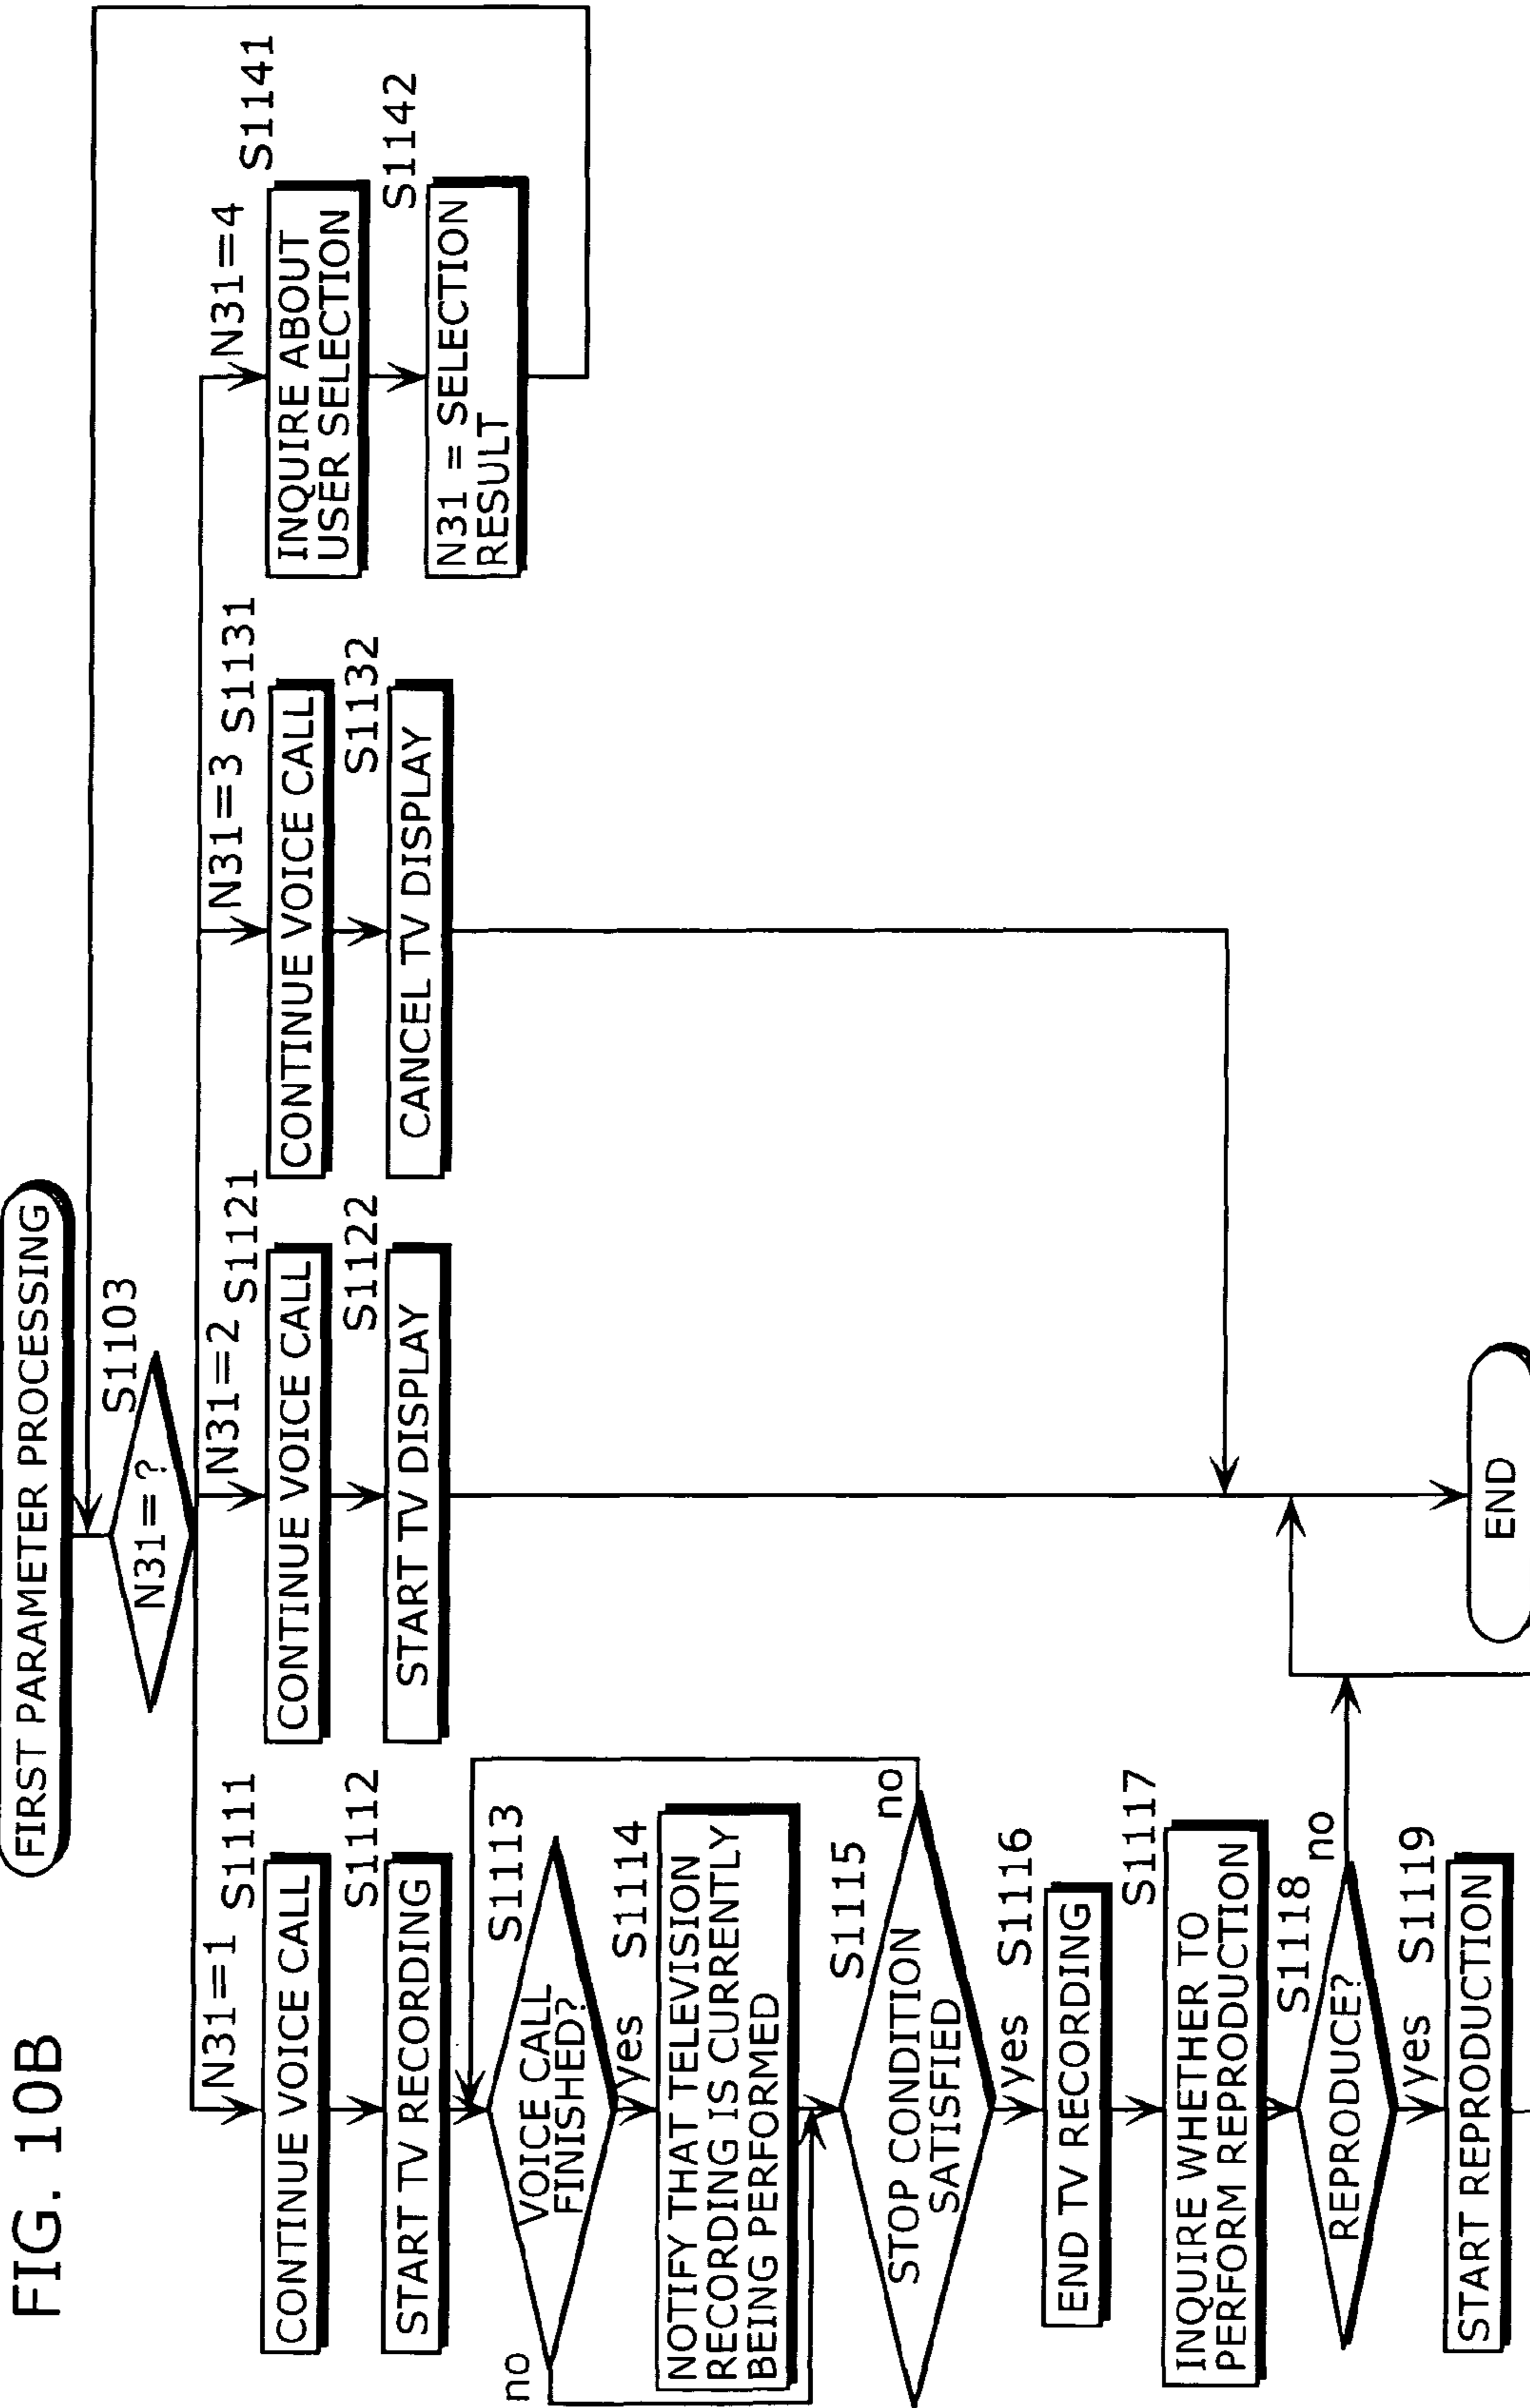 FIG. 10B
FIRST PARAMETER PROCESSING
S1103
N31=?
N31=1
S1111
CONTINUE VOICE CALL
S1112
START TV RECORDING
S1113
VOICE CALL
FINISHED?
no
yes
S1114
NOTIFY THAT TELEVISION
RECORDING IS CURRENTLY
BEING PERFORMED
S1115
STOP CONDITION
SATISFIED
no
yes
S1116
END TV RECORDING
S1117
INQUIRE WHETHER TO
PERFORM REPRODUCTION
S1118
REPRODUCE?
no
yes
S1119
START REPRODUCTION
N31=2
S1121
CONTINUE VOICE CALL
S1122
START TV DISPLAY
N31=3
S1131
CONTINUE VOICE CALL
S1132
CANCEL TV DISPLAY
N31=4
S1141
INQUIRE ABOUT
USER SELECTION
S1142
N31 = SELECTION
RESULT
END